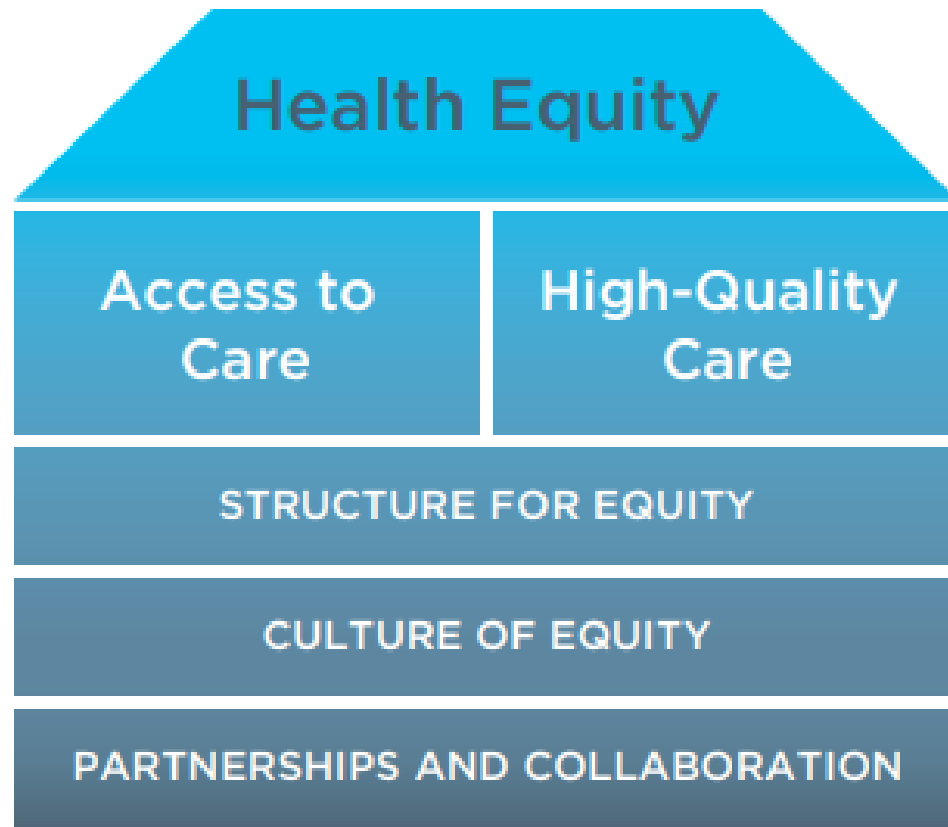 Health Equity
Access to
Care
High-Quality
Care
STRUCTURE FOR EQUITY
CULTURE OF EQUITY
PARTNERSHIPS AND COLLABORATION